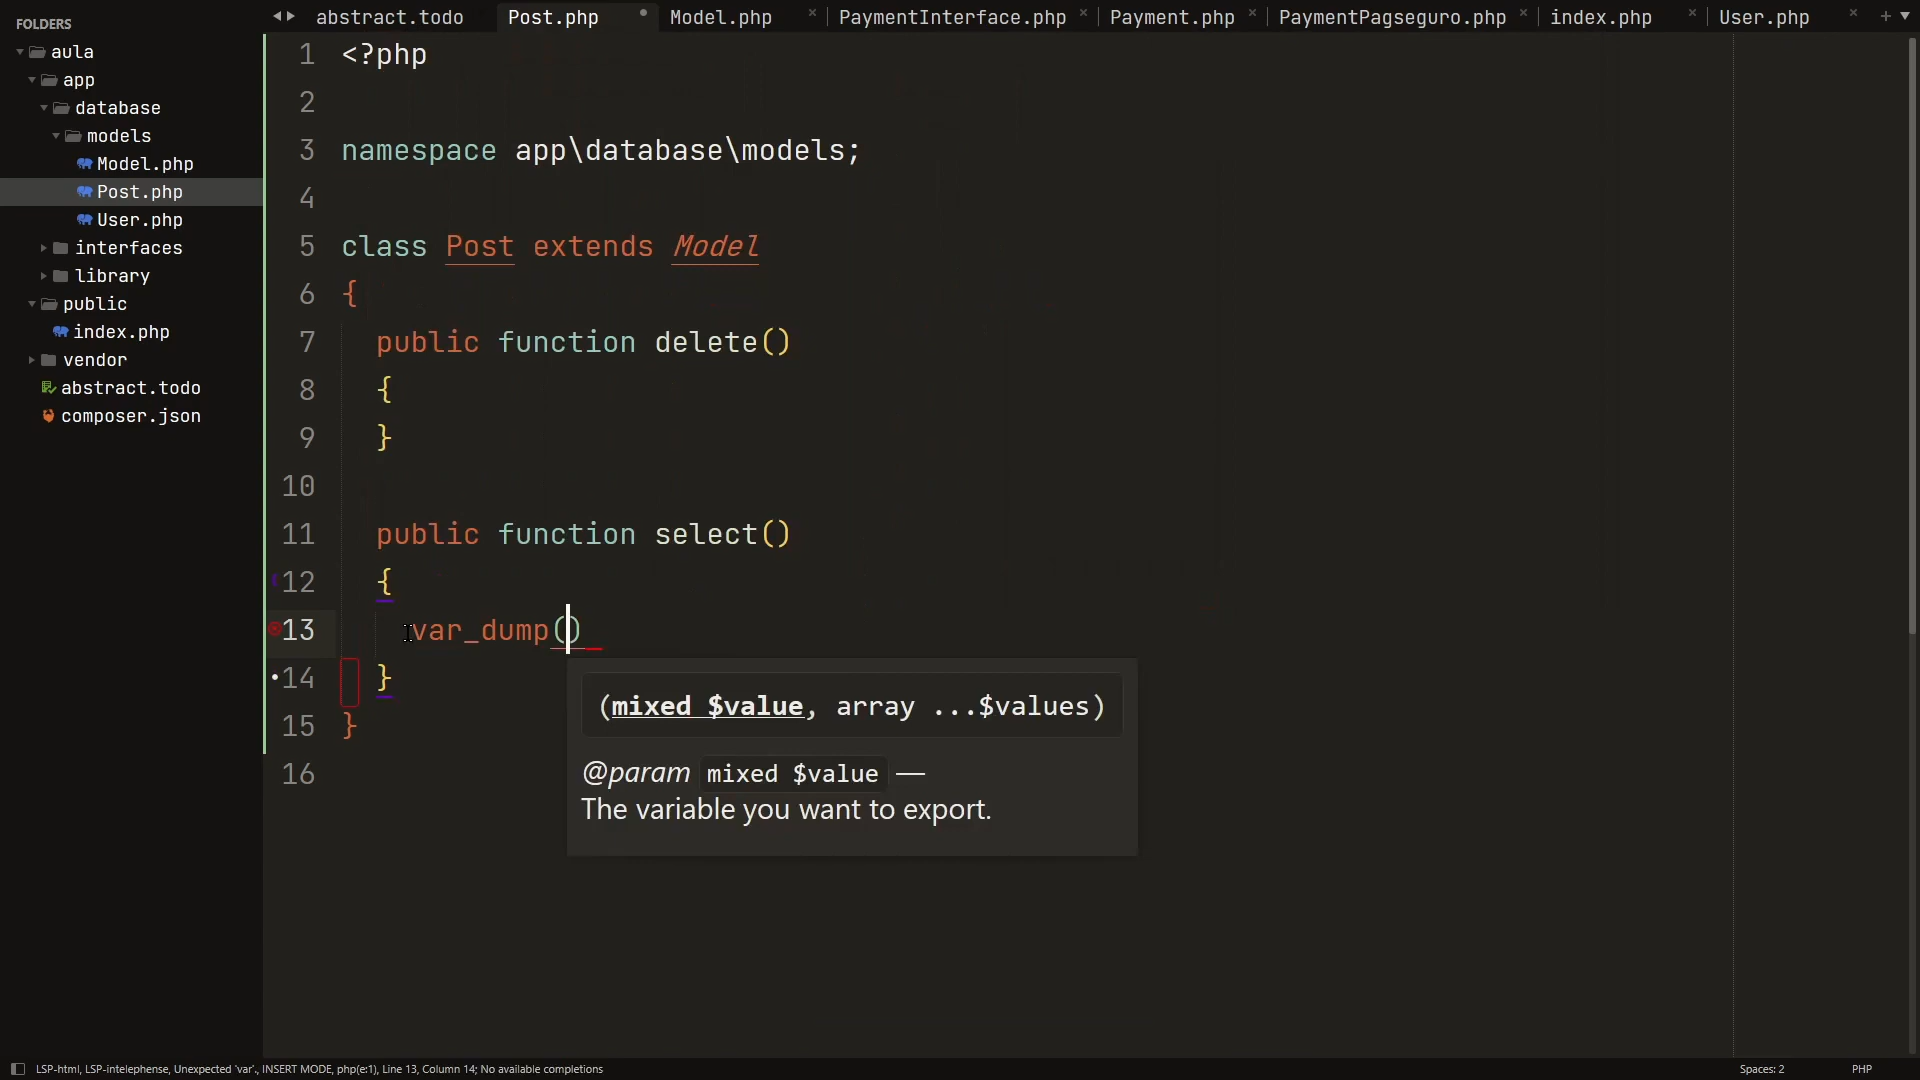 FOLDERS
aula
app
database
models
Model.php
Post.php
User.php
interfaces
library
public
index.php
vendor
abstract.todo
composer.json
abstract.todo
Post.php
Model.php
PaymentInterface.php
Payment.php
PaymentPagseguro.php
index.php
User.php
1 <?php
2
3 namespace app\database\models;
4
5 class Post extends Model
6 {
7 public function delete()
8 {
9 }
10
11 public function select()
12 {
13 var_dump()
14 }
15 }
16
(mixed $value, array ...$values)
@param mixed $value —
The variable you want to export.
LSP-html, LSP-intelephense, Unexpected 'var'., INSERT MODE, php(e:1), Line 13, Column 14; No available completions
Spaces: 2
PHP